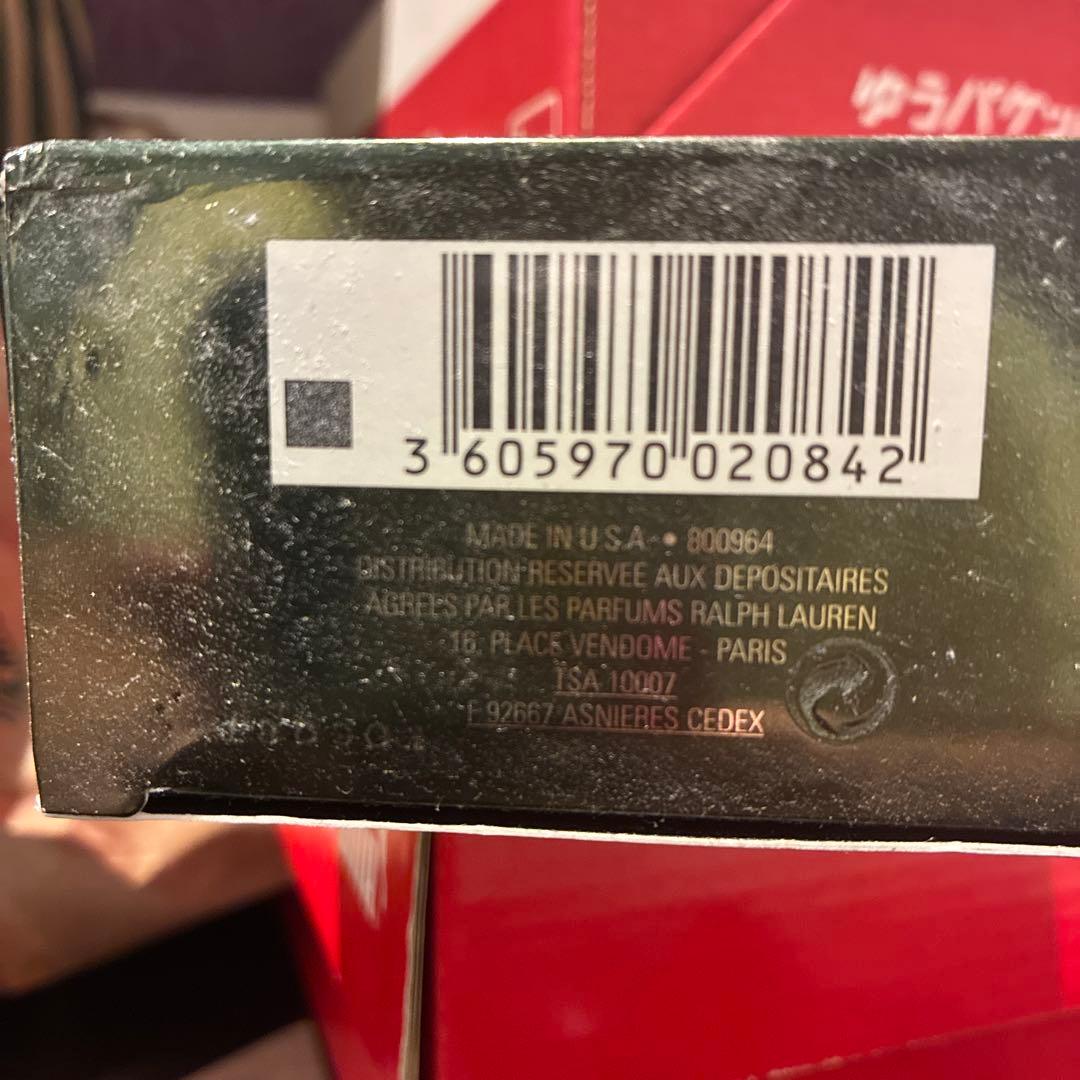 ゆうパケッ
3 605970 020842
MADE IN U.S.A. • 800964
DISTRIBUTION RESERVEE AUX DEPOSITAIRES
AGREES PAR LES PARFUMS RALPH LAUREN
16, PLACE VENDOME - PARIS
TSA 10007
F 92667 ASNIERES CEDEX